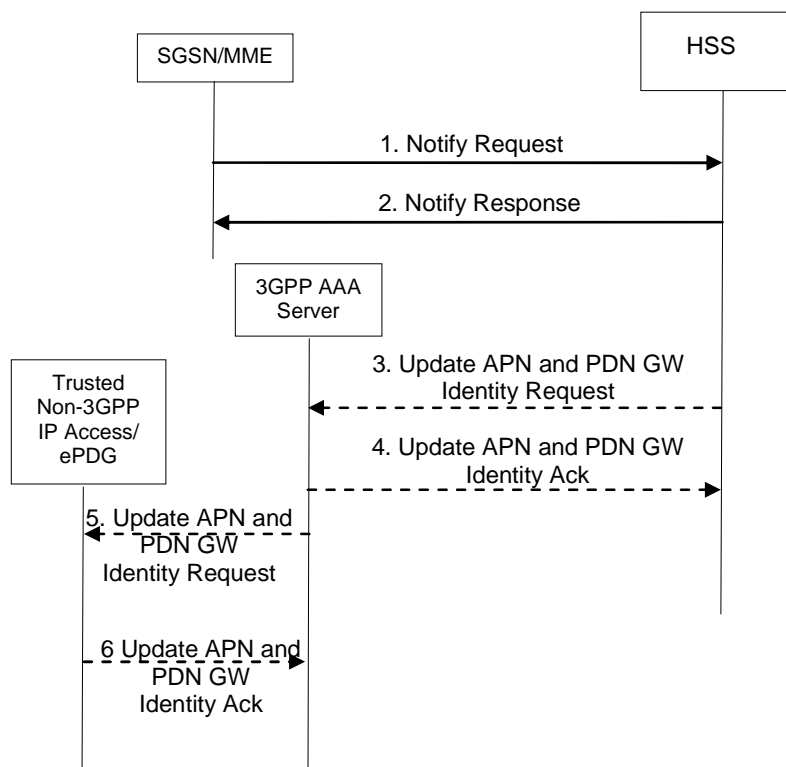 SGSN/MME
HSS
1. Notify Request
2. Notify Response
3GPP AAA
Server
3. Update APN and PDN GW
Identity Request
Trusted
Non-3GPP
IP Access/
ePDG
4. Update APN and PDN GW
Identity Ack
5. Update APN and
PDN GW
Identity Request
6 Update APN and
PDN GW
Identity Ack